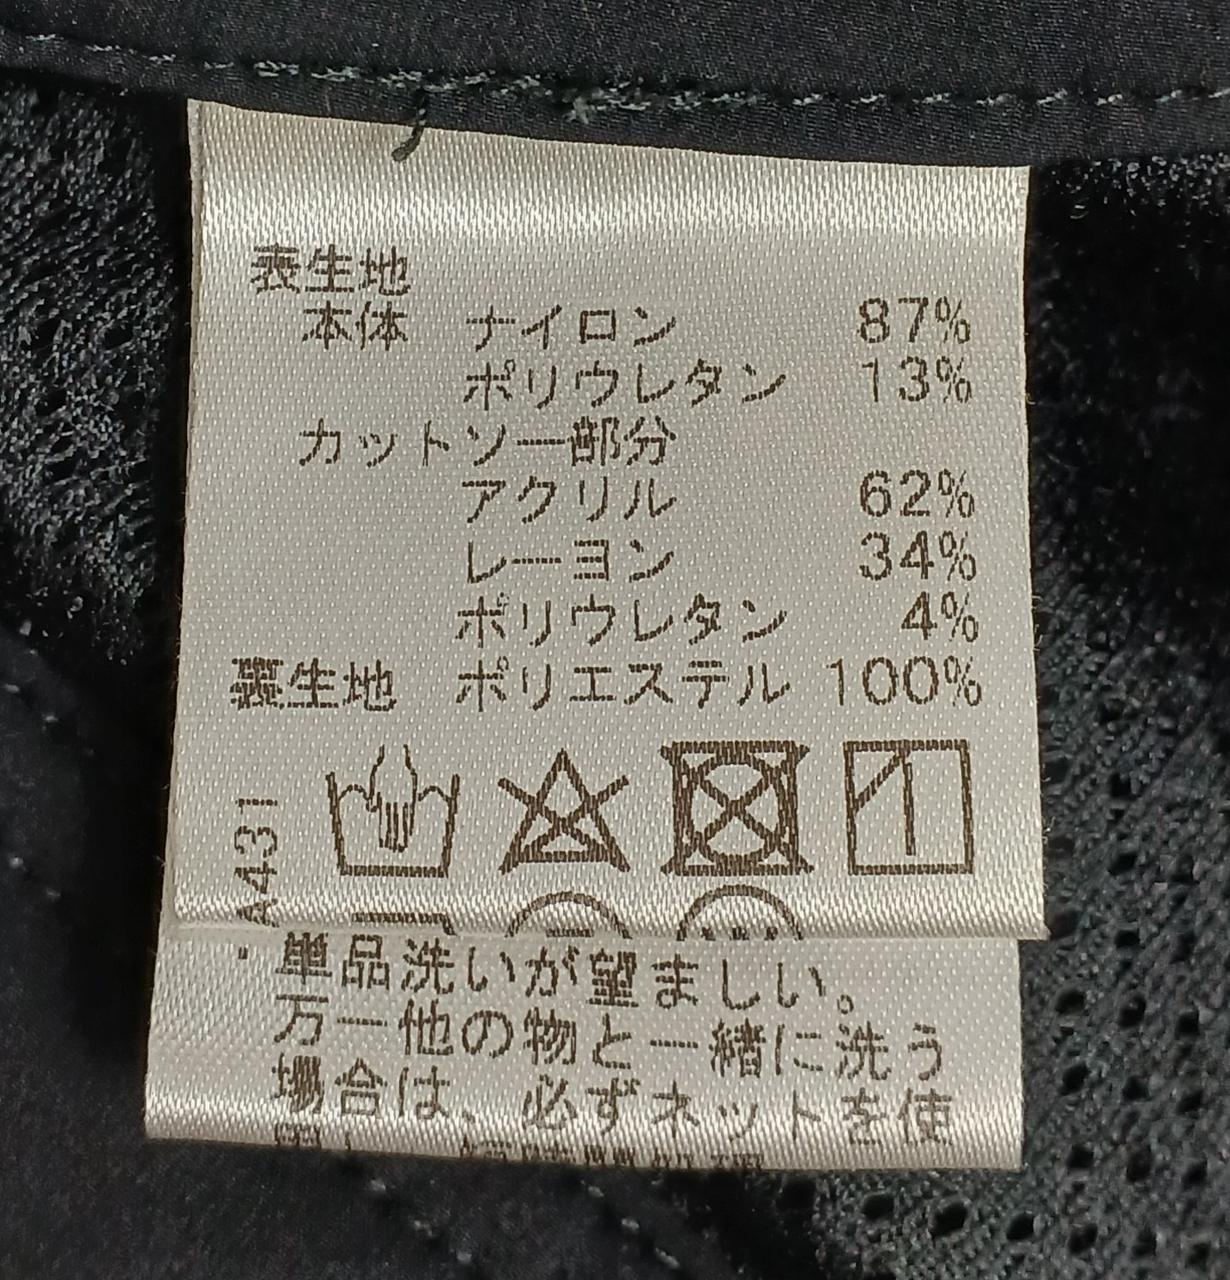 表生地
本体 ナイロン 87%
ポリウレタン 13%
カットソー部分
アクリル 62%
レーヨン 34%
ポリウレタン 4%
裏生地 ポリエステル 100%
A431
単品洗いが望ましい。
万一他の物と一緒に洗う
場合は、必ずネットを使